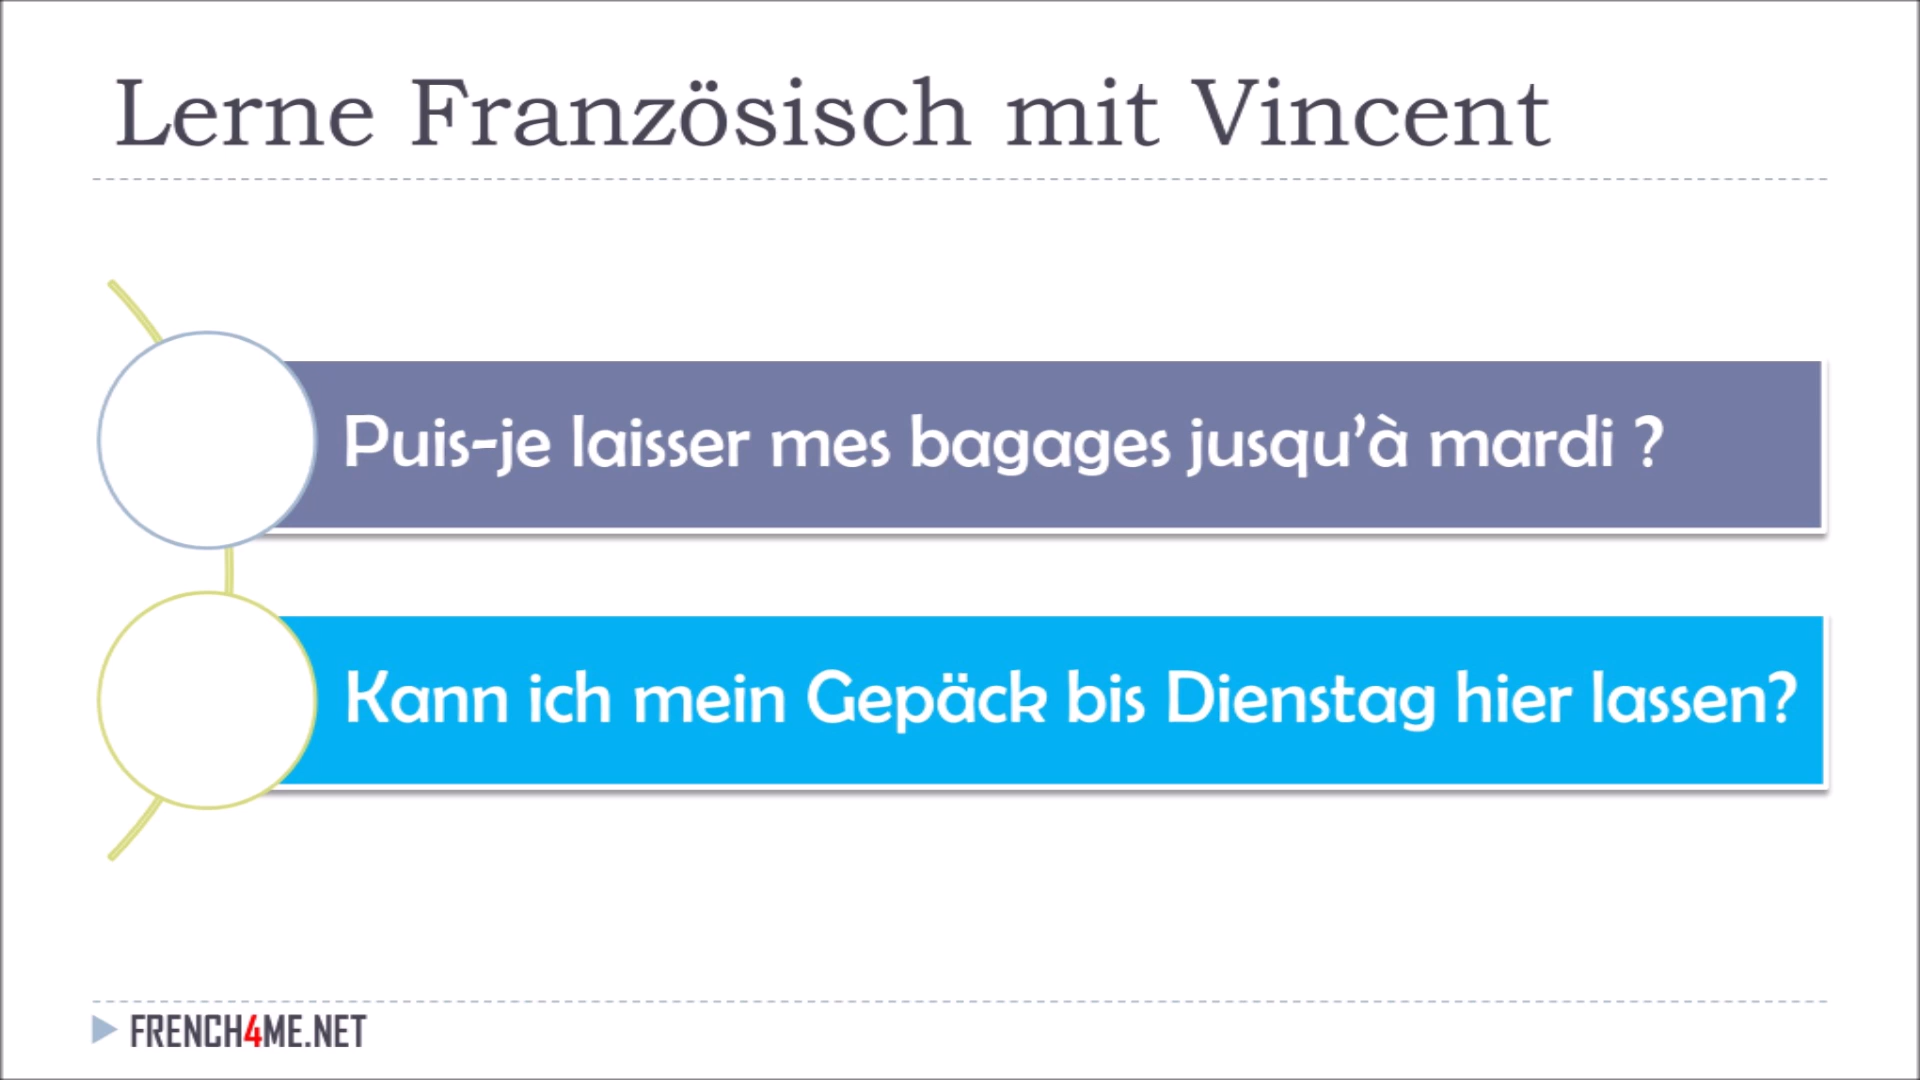 Lerne Französisch mit Vincent
Puis-je laisser mes bagages jusqu’à mardi ?
Kann ich mein Gepäck bis Dienstag hier lassen?
FRENCH4ME.NET